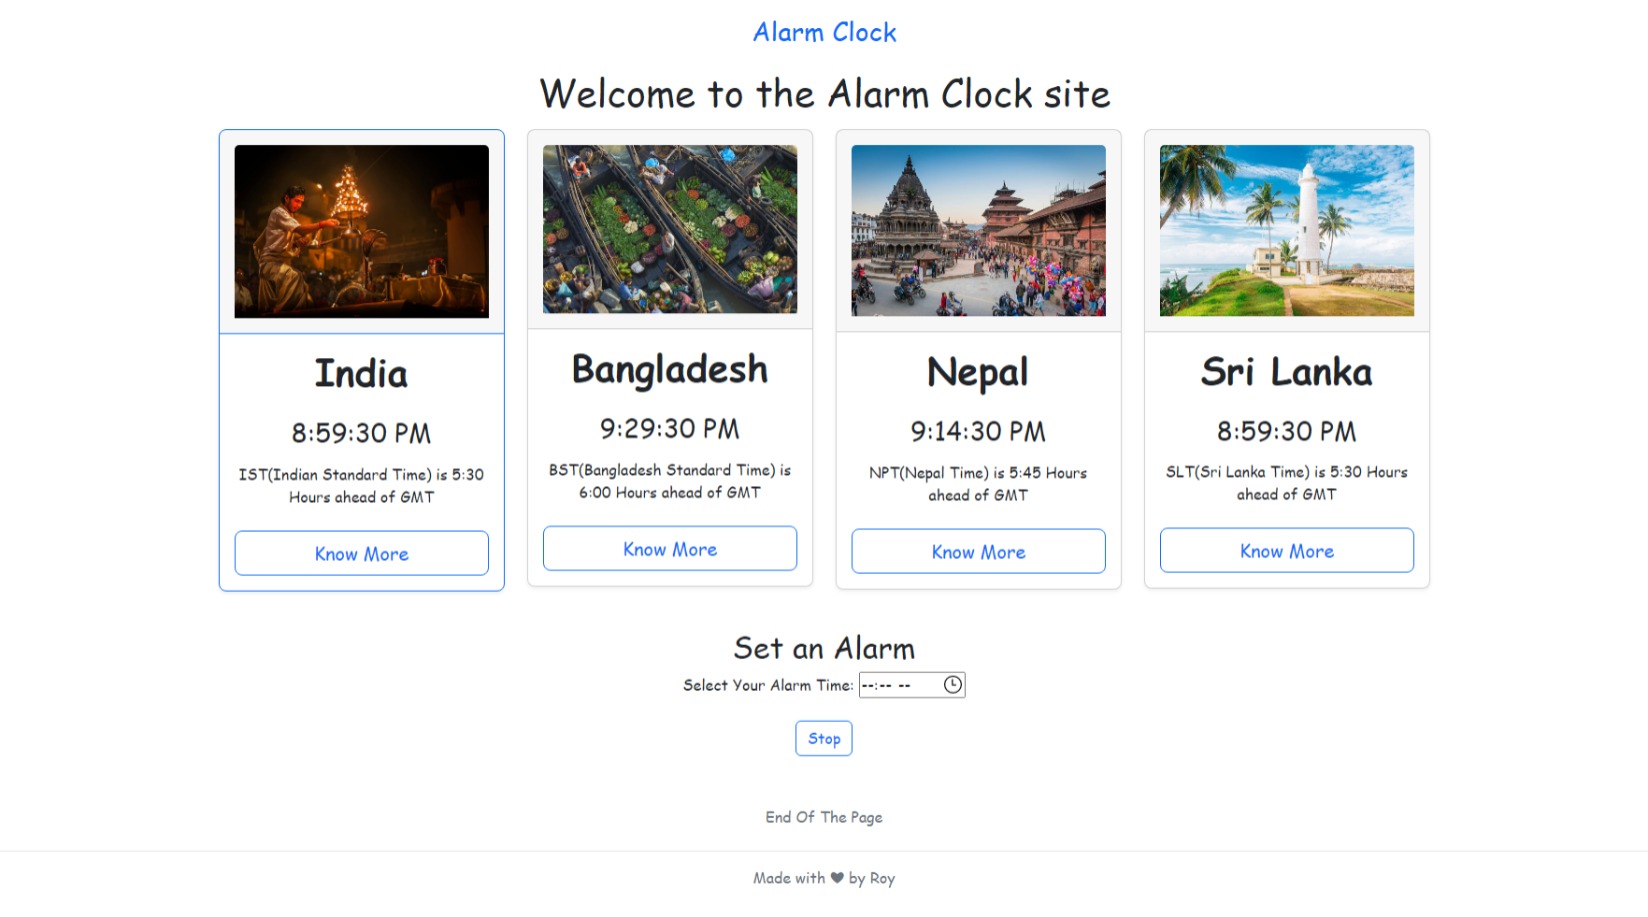 Alarm Clock
Welcome to the Alarm Clock site
India
8:59:30 PM
IST(Indian Standard Time) is 5:30
Hours ahead of GMT
Know More
Bangladesh
9:29:30 PM
BST(Bangladesh Standard Time) is
6:00 Hours ahead of GMT
Know More
Nepal
9:14:30 PM
NPT(Nepal Time) is 5:45 Hours
ahead of GMT
Know More
Sri Lanka
8:59:30 PM
SLT(Sri Lanka Time) is 5:30 Hours
ahead of GMT
Know More
Set an Alarm
Select Your Alarm Time: --:-- --
Stop
End Of The Page
Made with ❤ by Roy